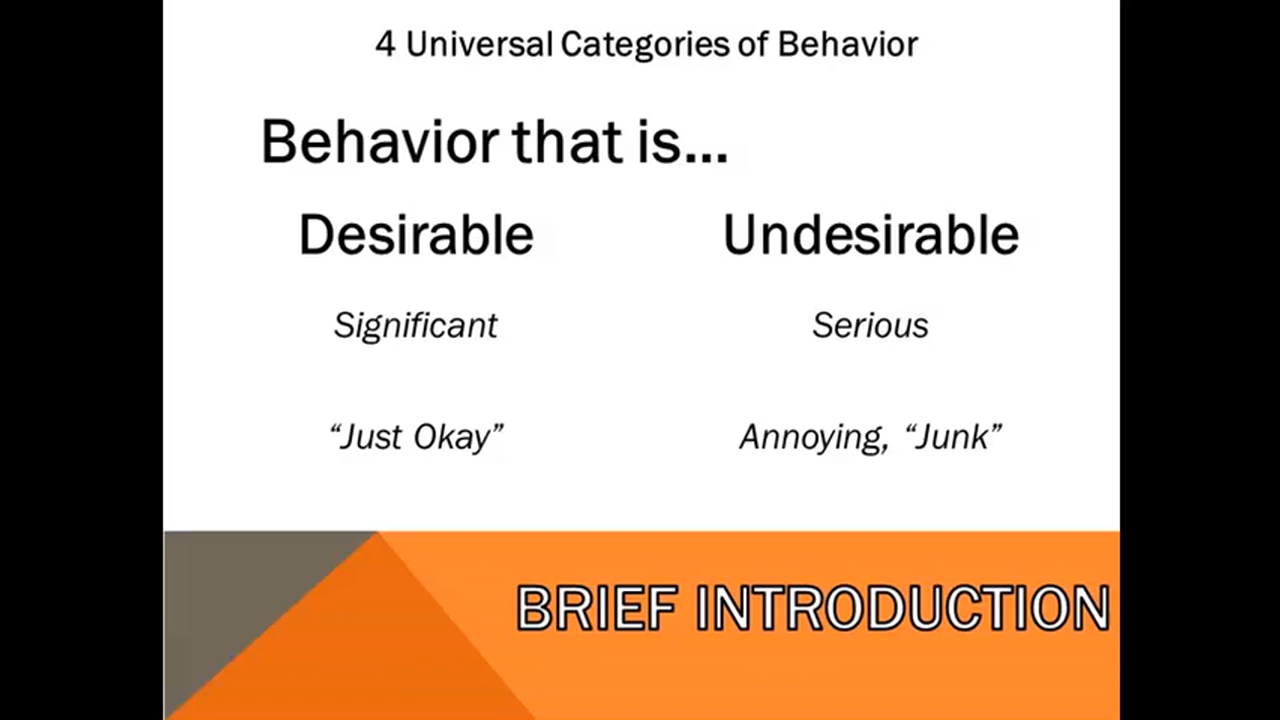 4 Universal Categories of Behavior
Behavior that is...
Desirable Undesirable
Significant Serious
“Just Okay” Annoying, “Junk”
BRIEF INTRODUCTION